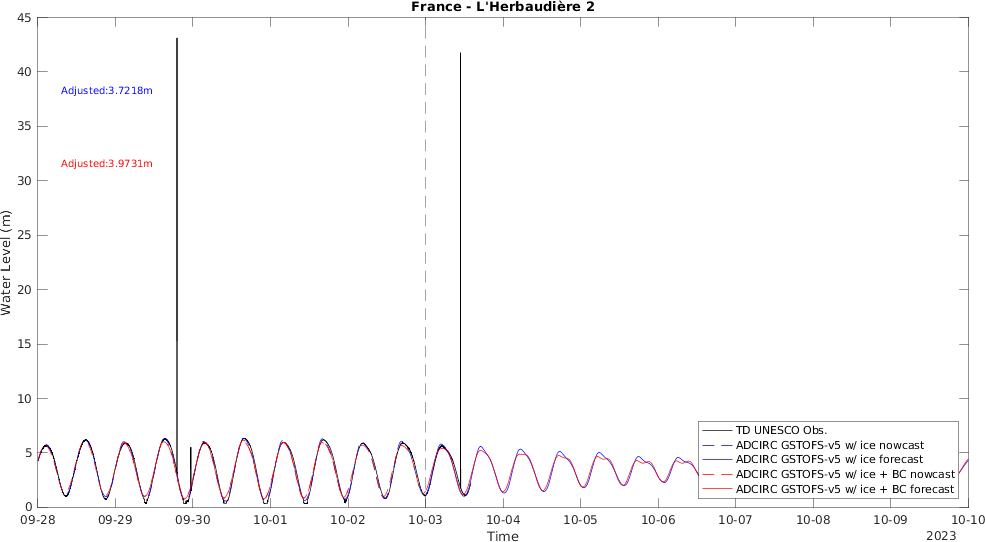 France - L'Herbaudière 2
45
40
35
30
25
20
15
10
5
0
Water Level (m)
Adjusted:3.7218m
Adjusted:3.9731m
TD UNESCO Obs.
ADCIRC GSTOFS-v5 w/ ice nowcast
ADCIRC GSTOFS-v5 w/ ice forecast
ADCIRC GSTOFS-v5 w/ ice + BC nowcast
ADCIRC GSTOFS-v5 w/ ice + BC forecast
09-28 09-29 09-30 10-01 10-02 10-03 10-04 10-05 10-06 10-07 10-08 10-09 10-10
Time
2023